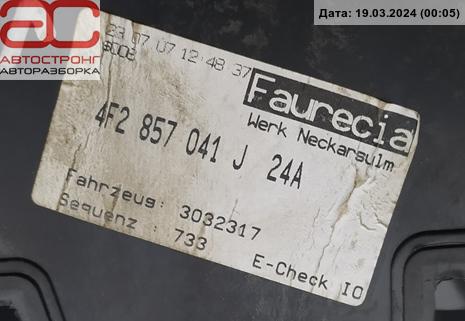 Дата: 19.03.2024 (00:05)
АС
АВТОСТРОНГ
АВТОРАЗБОРКА
23 07 07 12:48 37
8002
Faurecia
Werk Neckarsulm
4F2 857 041 J 24A
Fahrzeug: 3032317
Sequenz : 733
E-Check IO